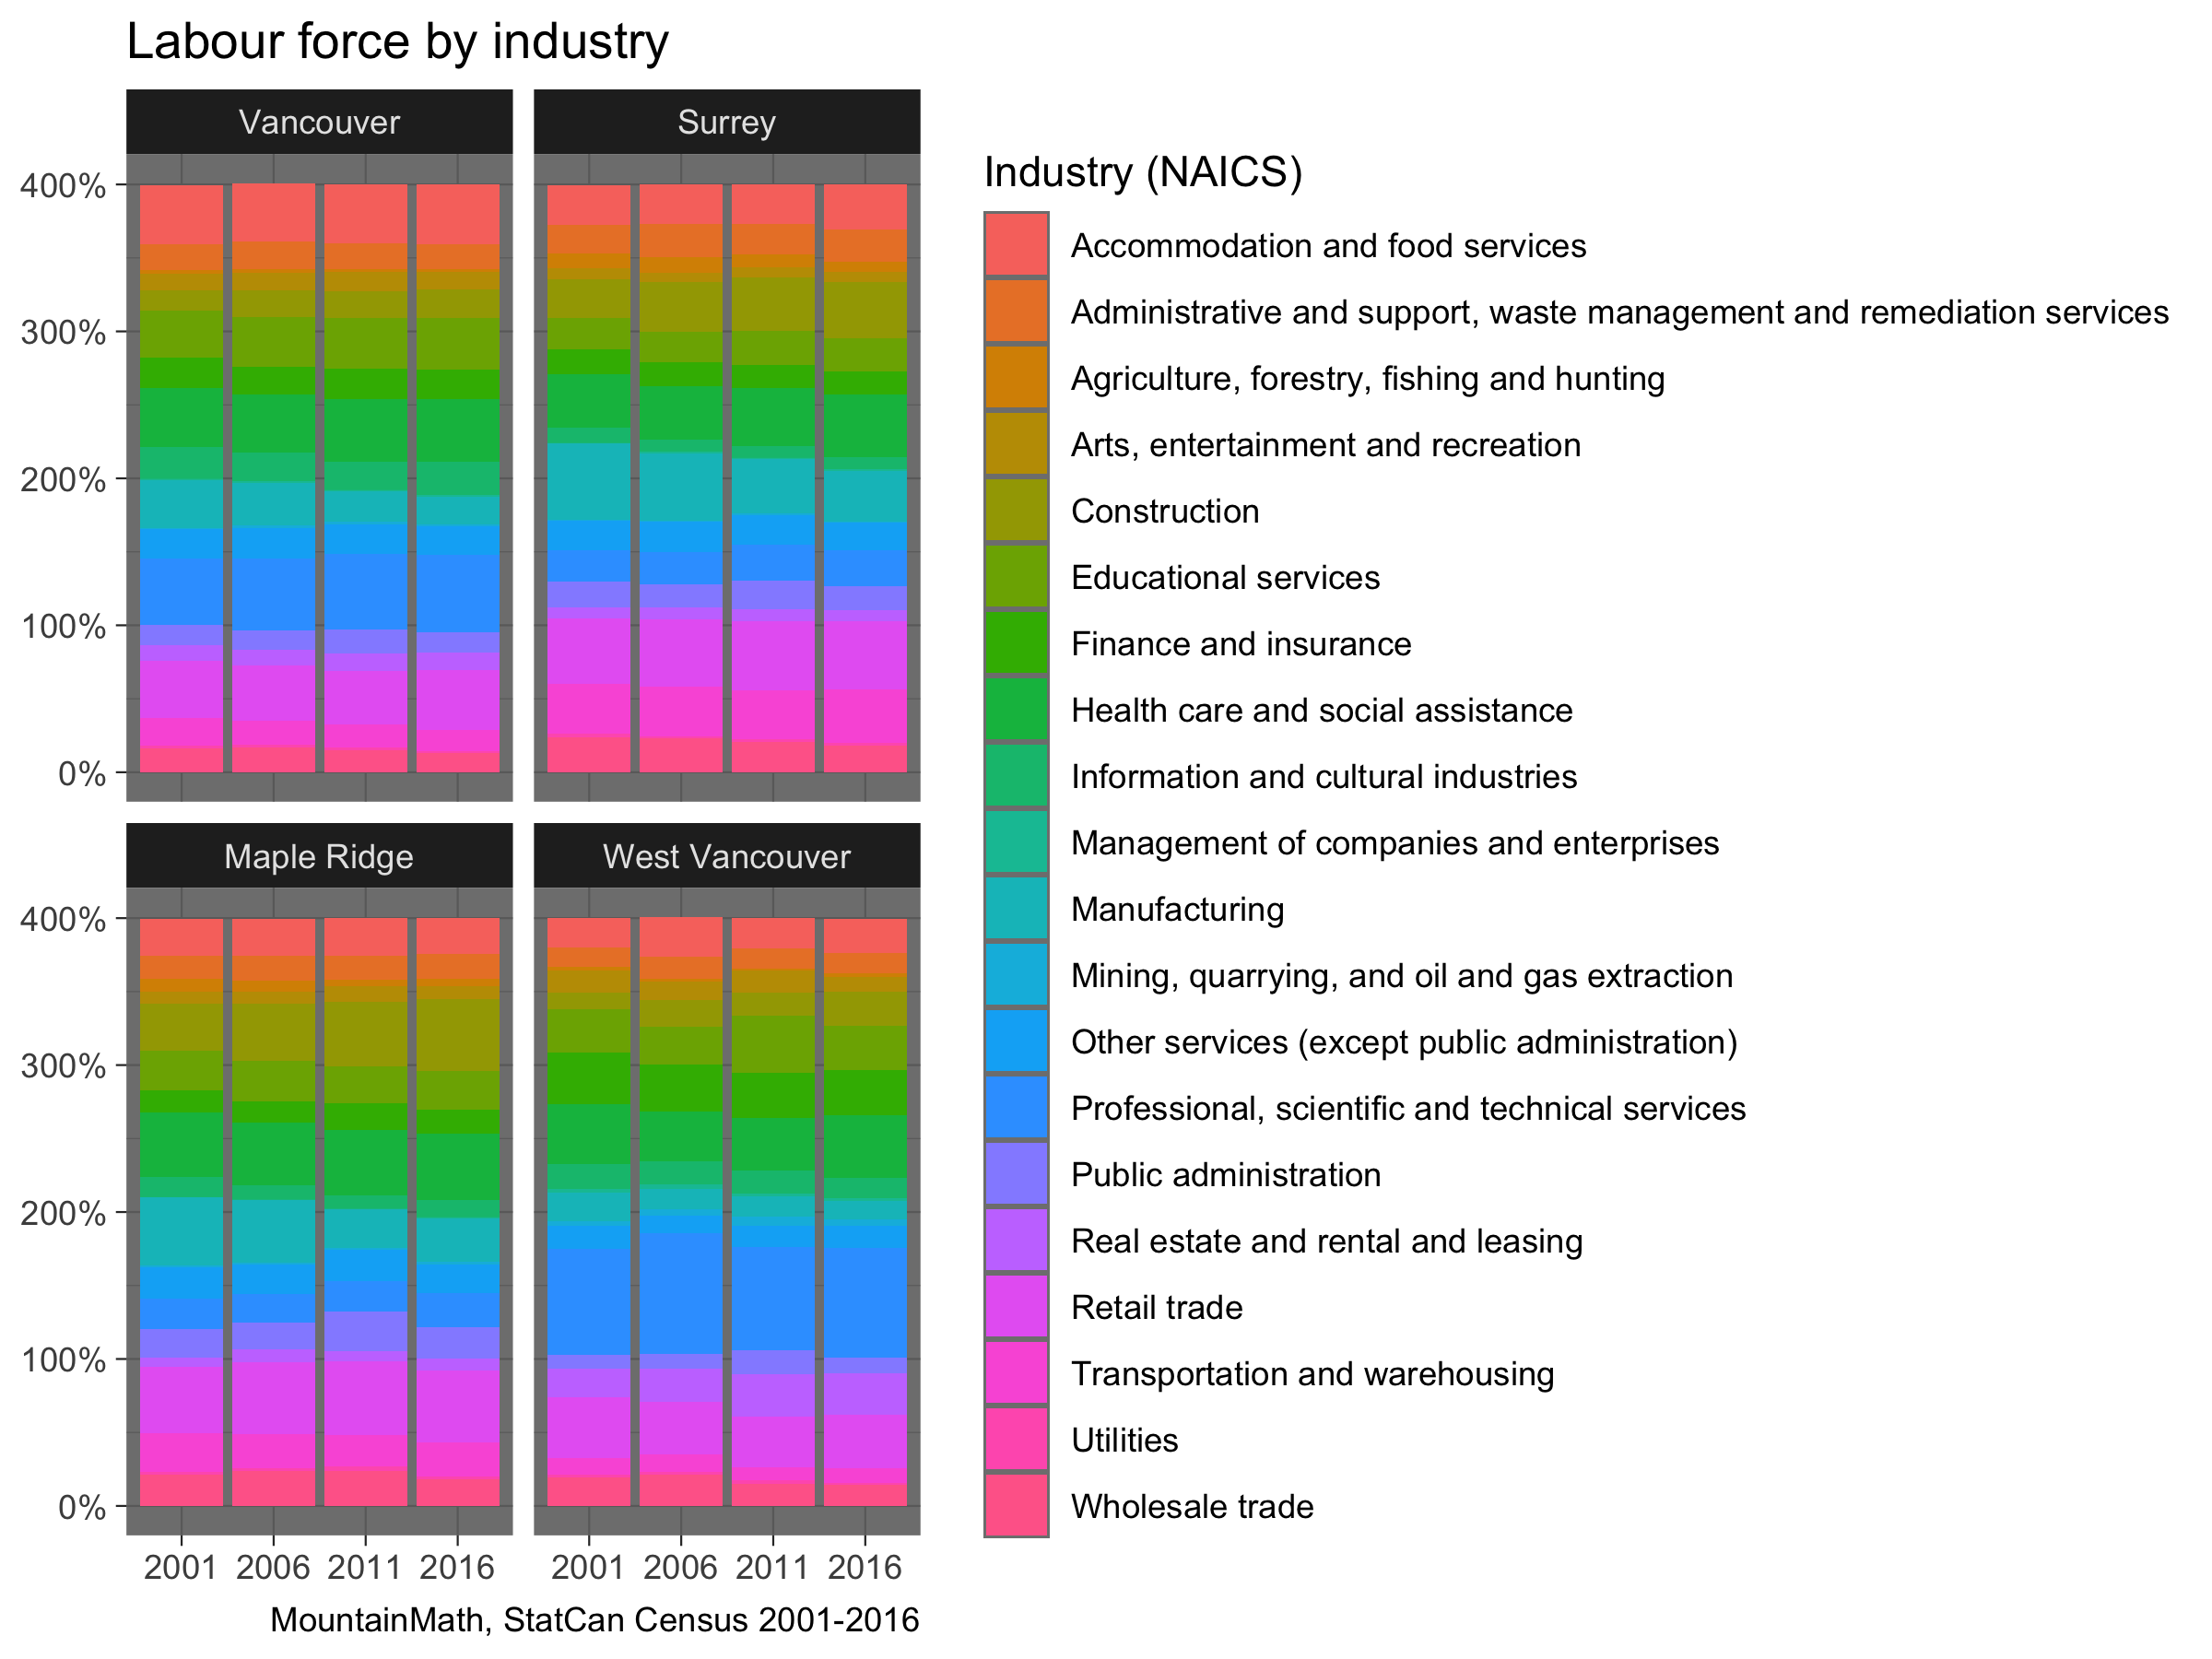 Labour force by industry
Vancouver
Surrey
400%
300%
200%
100%
0%
Maple Ridge
West Vancouver
400%
300%
200%
100%
0%
2001 2006 2011 2016
2001 2006 2011 2016
Industry (NAICS)
Accommodation and food services
Administrative and support, waste management and remediation services
Agriculture, forestry, fishing and hunting
Arts, entertainment and recreation
Construction
Educational services
Finance and insurance
Health care and social assistance
Information and cultural industries
Management of companies and enterprises
Manufacturing
Mining, quarrying, and oil and gas extraction
Other services (except public administration)
Professional, scientific and technical services
Public administration
Real estate and rental and leasing
Retail trade
Transportation and warehousing
Utilities
Wholesale trade
MountainMath, StatCan Census 2001-2016